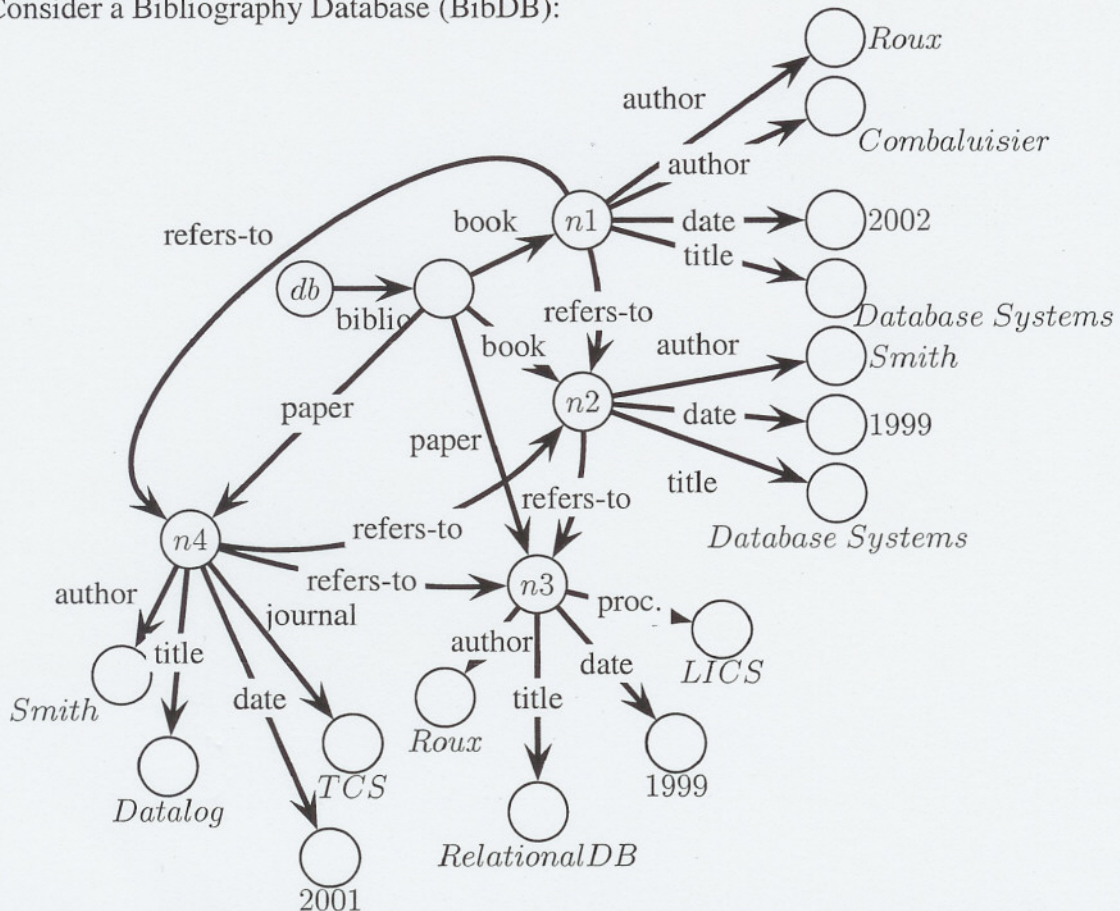 Consider a Bibliography Database (BibDB):
Roux
author
Combaluisier
author
book
n1
date
2002
refers-to
title
db
biblio
refers-to
Database Systems
book
author
Smith
n2
paper
date
1999
paper
title
refers-to
refers-to
Database Systems
n4
refers-to
n3
author
journal
proc.
author
title
date
LICS
Smith
date
title
Roux
TCS
1999
Datalog
RelationalDB
2001